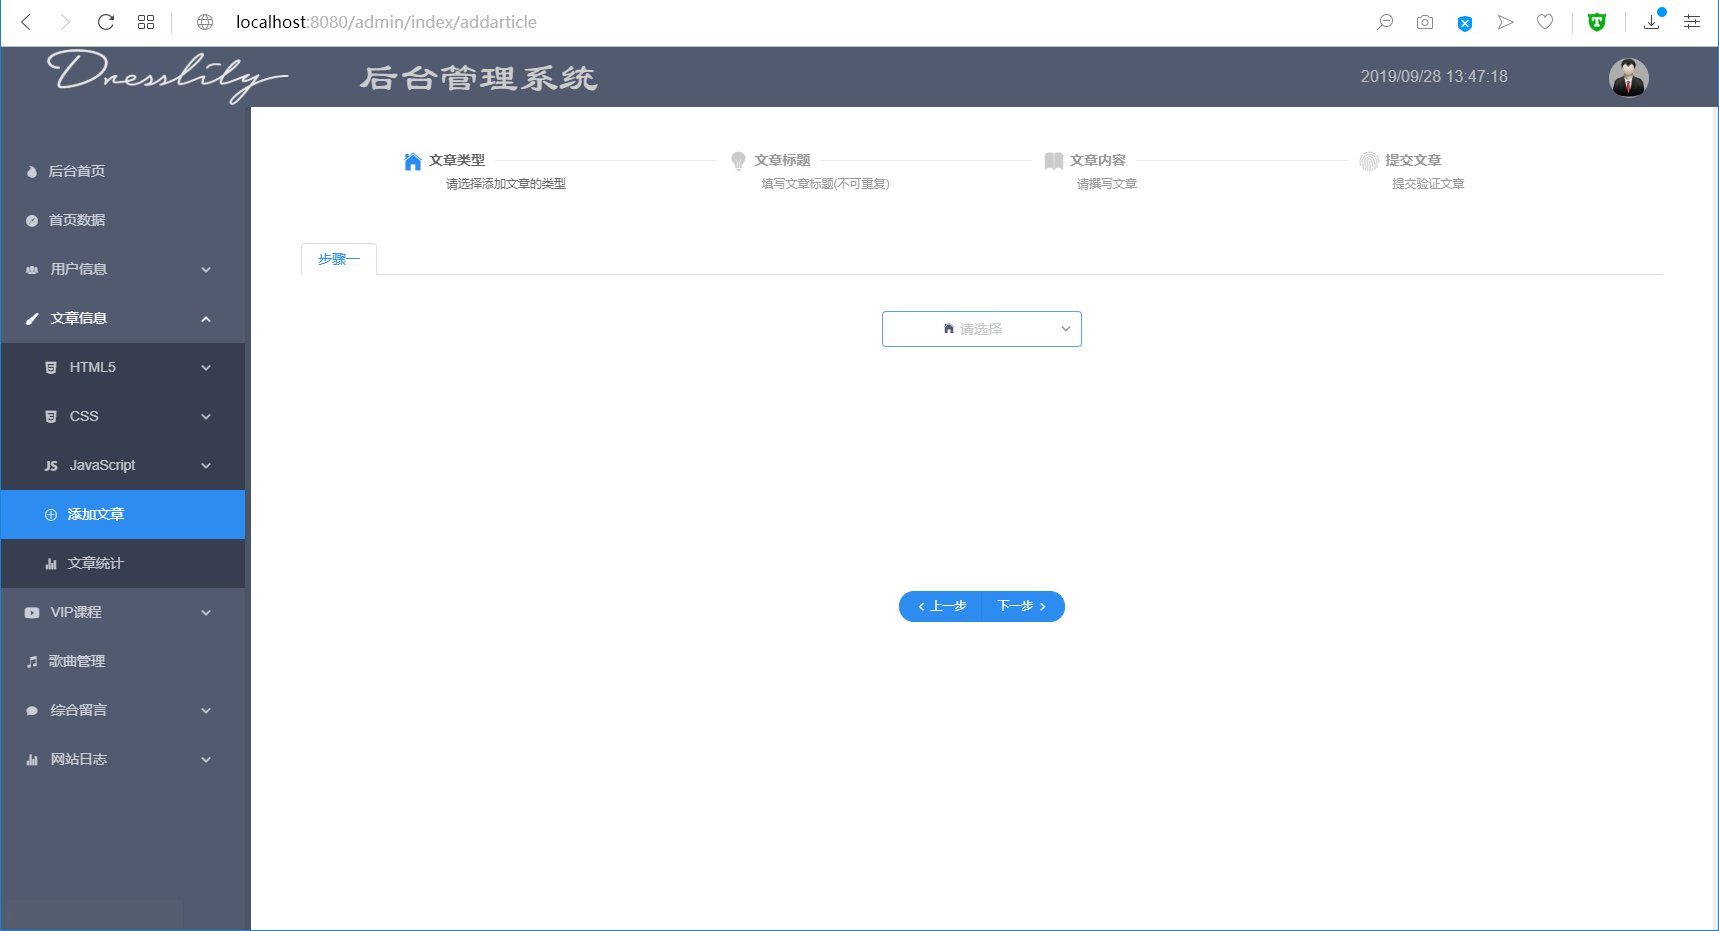 localhost:8080/admin/index/addarticle
Dresslily
后台管理系统
2019/09/28 13:47:18
后台首页
首页数据
用户信息
文章信息
HTML5
CSS
JS JavaScript
添加文章
文章统计
VIP课程
歌曲管理
综合留言
网站日志
文章类型
请选择添加文章的类型
文章标题
填写文章标题(不可重复)
文章内容
请撰写文章
提交文章
提交验证文章
步骤一
请选择
上一步
下一步